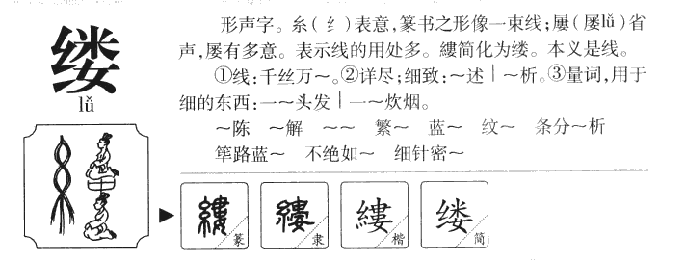 缕
lǚ
形声字。糸(纟)表意,篆书之形像一束线;屢(屡lǚ)省
声,屡有多意。表示线的用处多。縷简化为缕。本义是线。
①线:千丝万～。②详尽;细致:～述｜～析。③量词,用于
细的东西:一～头发｜一～炊烟。
～陈 ～解 ～～ 繁～ 蓝～ 纹～ 条分～析
筚路蓝～ 不绝如～ 细针密～
縷 篆
縷 隶
縷 楷
缕 简